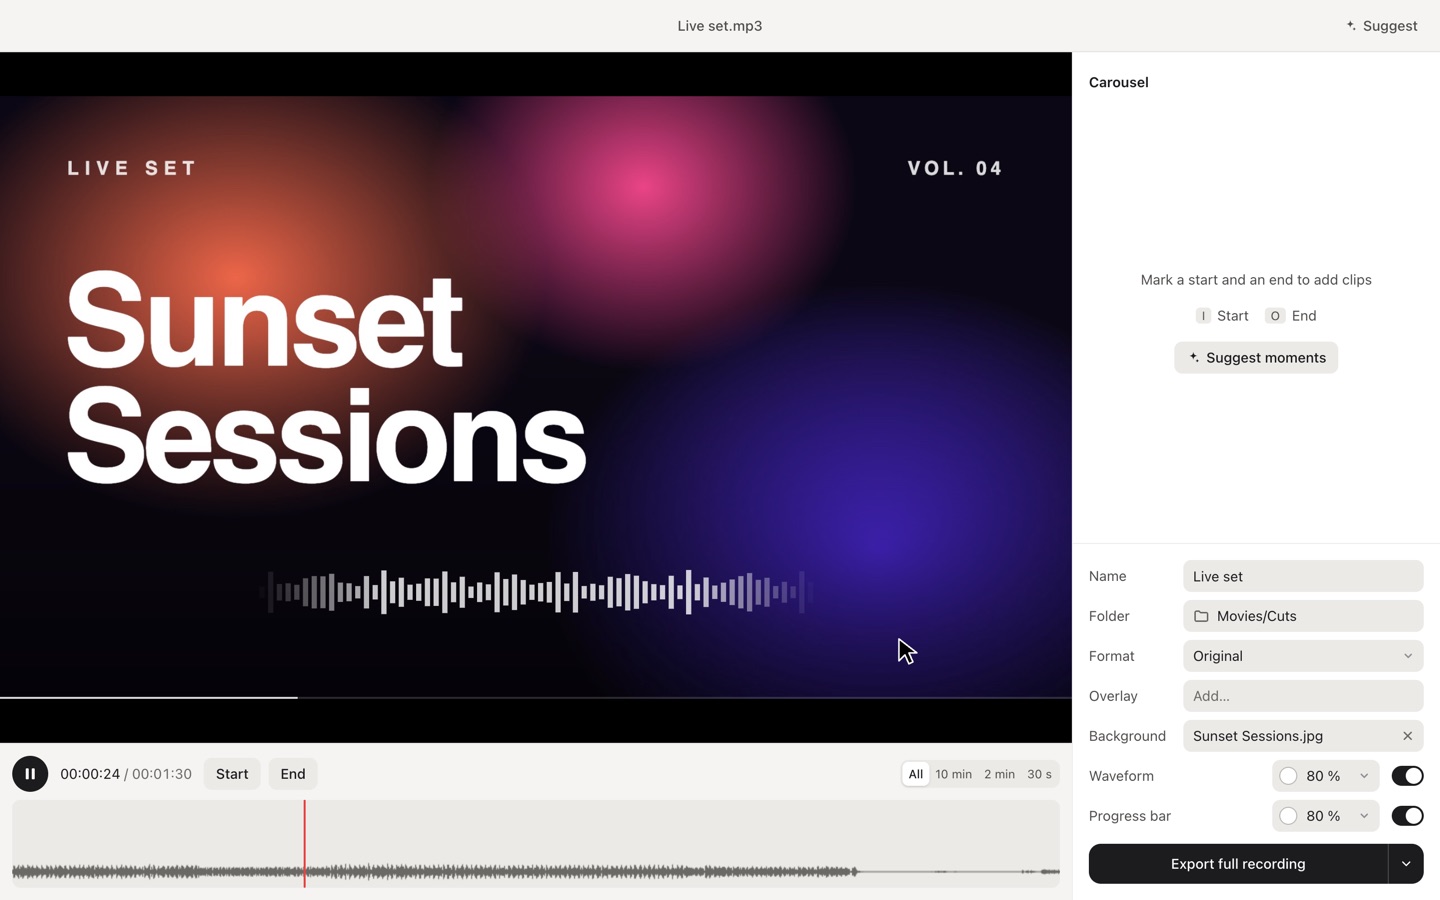 Live set.mp3
Suggest
LIVE SET
VOL. 04
Sunset
Sessions
00:00:24 / 00:01:30
Start
End
All
10 min
2 min
30 s
Carousel
Mark a start and an end to add clips
I Start O End
Suggest moments
Name Live set
Folder Movies/Cuts
Format Original
Overlay Add...
Background Sunset Sessions.jpg
Waveform 80 %
Progress bar 80 %
Export full recording